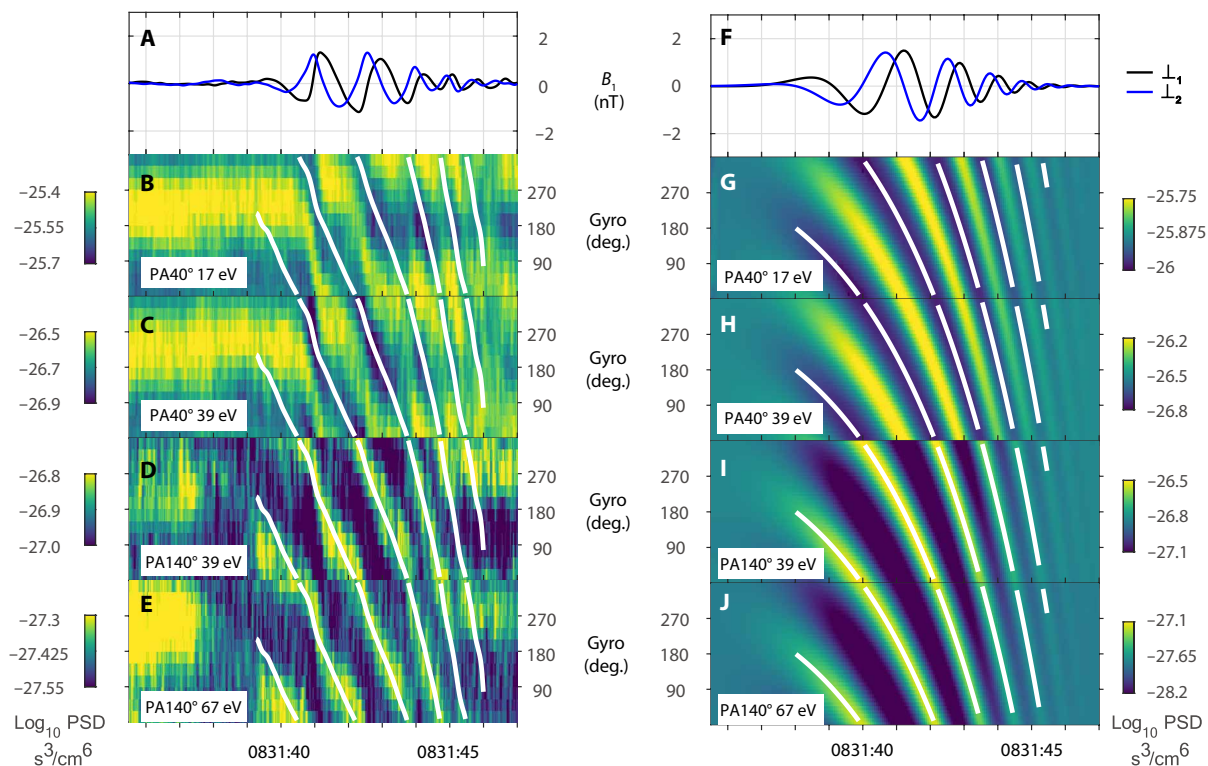 A
2
0
−2
B1
(nT)
F
2
0
−2
⊥1
⊥2
−25.4
−25.55
−25.7
B
PA40° 17 eV
270
180
90
Gyro
(deg.)
G
PA40° 17 eV
270
180
90
−25.75
−25.875
−26
−26.5
−26.7
−26.9
C
PA40° 39 eV
270
180
90
Gyro
(deg.)
H
PA40° 39 eV
270
180
90
−26.2
−26.5
−26.8
−26.8
−26.9
−27.0
D
PA140° 39 eV
270
180
90
Gyro
(deg.)
I
PA140° 39 eV
270
180
90
−26.5
−26.8
−27.1
−27.3
−27.425
−27.55
E
PA140° 67 eV
270
180
90
Gyro
(deg.)
J
PA140° 67 eV
270
180
90
−27.1
−27.65
−28.2
Log10 PSD
s3/cm6
0831:40
0831:45
0831:40
0831:45
Log10 PSD
s3/cm6